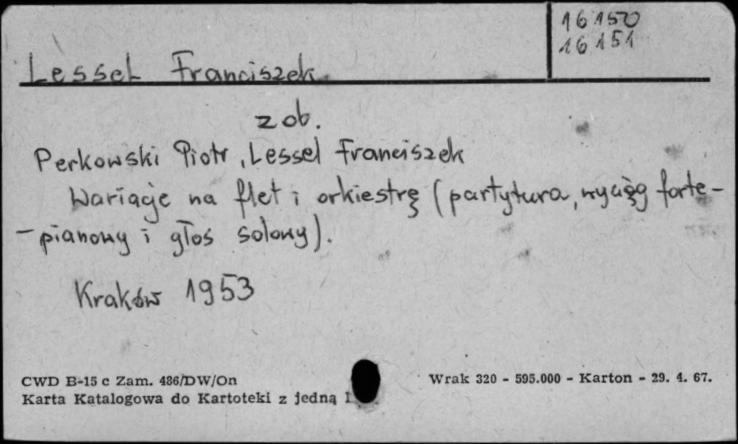 16150
16151
Lessel Franciszek
zob.
Perkowski Piotr, Lessel Franciszek
Wariacje na flet i orkiestrę (partytura, wyciąg forte-
-pianowy i głos solowy).
Kraków 1953
CWD B-15 c Zam. 486/DW/On
Wrak 320 - 595.000 - Karton - 29. 4. 67.
Karta Katalogowa do Kartoteki z jedną